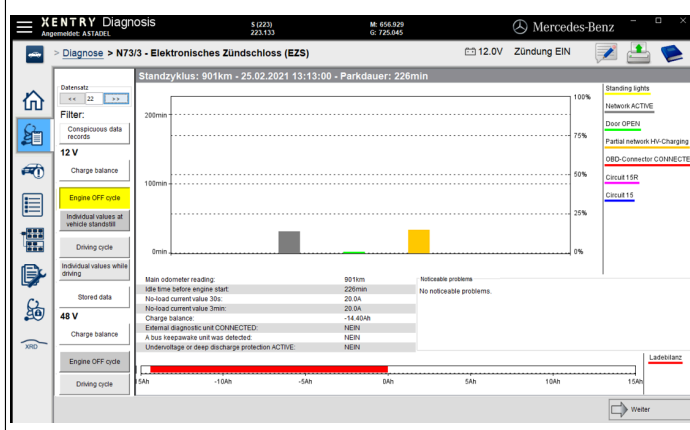 XENTRY Diagnosis
Angemeldet: ASTADEL
S (223)
223.133
M: 656.929
G: 725.045
Mercedes-Benz
> Diagnose > N73/3 - Elektronisches Zündschloss (EZS)
12.0V
Zündung EIN
Standzyklus: 901km - 25.02.2021 13:13:00 - Parkdauer: 226min
Datensatz
<< 22 >>
Filter:
Conspicuous data
records
12 V
Charge balance
Engine OFF cycle
Individual values at
vehicle standstill
Driving cycle
Individual values while
driving
Stored data
48 V
Charge balance
Engine OFF cycle
Driving cycle
XRD
200min
100min
0min
100%
75%
50%
25%
0%
Standing lights
Network ACTIVE
Door OPEN
Partial network HV-Charging
OBD-Connector CONNECTE
Circuit 15R
Circuit 15
Main odometer reading: 901km
Idle time before engine start: 226min
No-load current value 30s: 20.0A
No-load current value 3min: 20.0A
Charge balance: -14.40Ah
External diagnostic unit CONNECTED: NEIN
A bus keepawake unit was detected: NEIN
Undervoltage or deep discharge protection ACTIVE: NEIN
Noticeable problems
No noticeable problems.
Ladebilanz
-10Ah -5Ah 0Ah 5Ah 10Ah 15Ah
Weiter